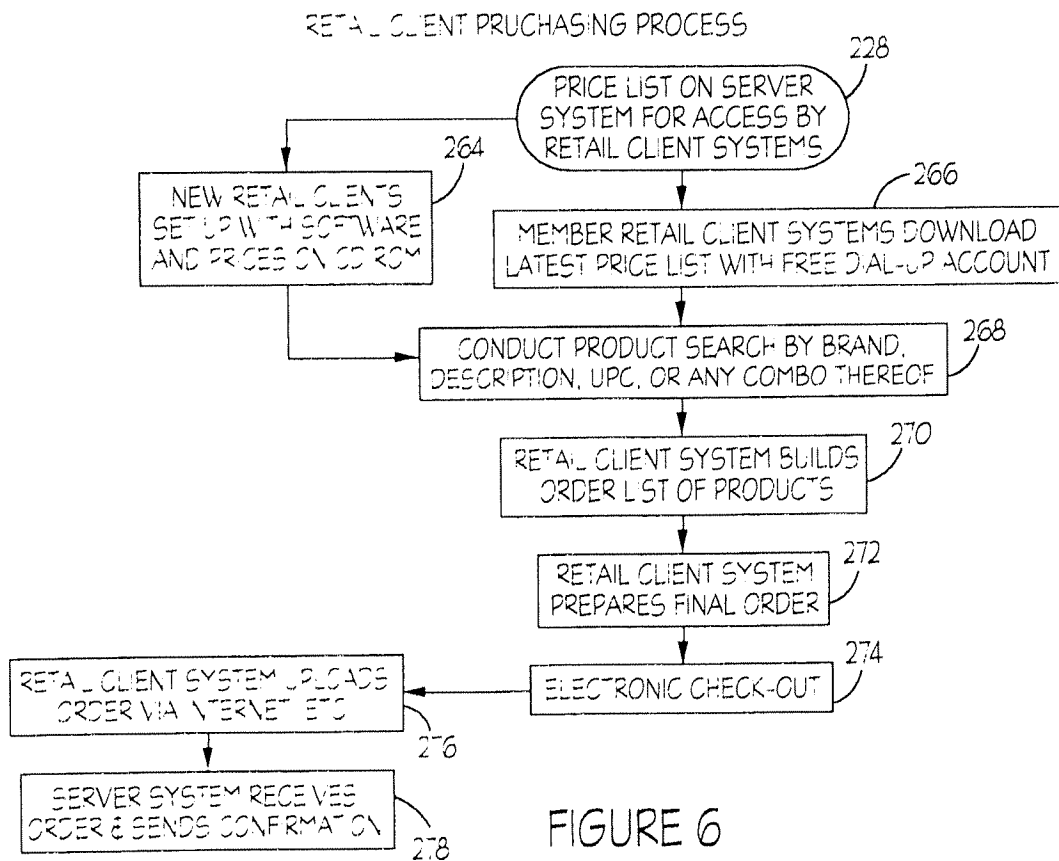 RETAIL CLIENT PRUCHASING PROCESS
228
PRICE LIST ON SERVER
SYSTEM FOR ACCESS BY
RETAIL CLIENT SYSTEMS
264
NEW RETAIL CLIENTS
SET UP WITH SOFTWARE
AND PRICES ON CD ROM
266
MEMBER RETAIL CLIENT SYSTEMS DOWNLOAD
LATEST PRICE LIST WITH FREE DIAL-UP ACCOUNT
268
CONDUCT PRODUCT SEARCH BY BRAND,
DESCRIPTION, UPC, OR ANY COMBO THEREOF
270
RETAIL CLIENT SYSTEM BUILDS
ORDER LIST OF PRODUCTS
272
RETAIL CLIENT SYSTEM
PREPARES FINAL ORDER
274
ELECTRONIC CHECK-OUT
RETAIL CLIENT SYSTEM UPLOADS
ORDER VIA INTERNET, ETC
276
SERVER SYSTEM RECEIVES
ORDER & SENDS CONFIRMATION
278
FIGURE 6